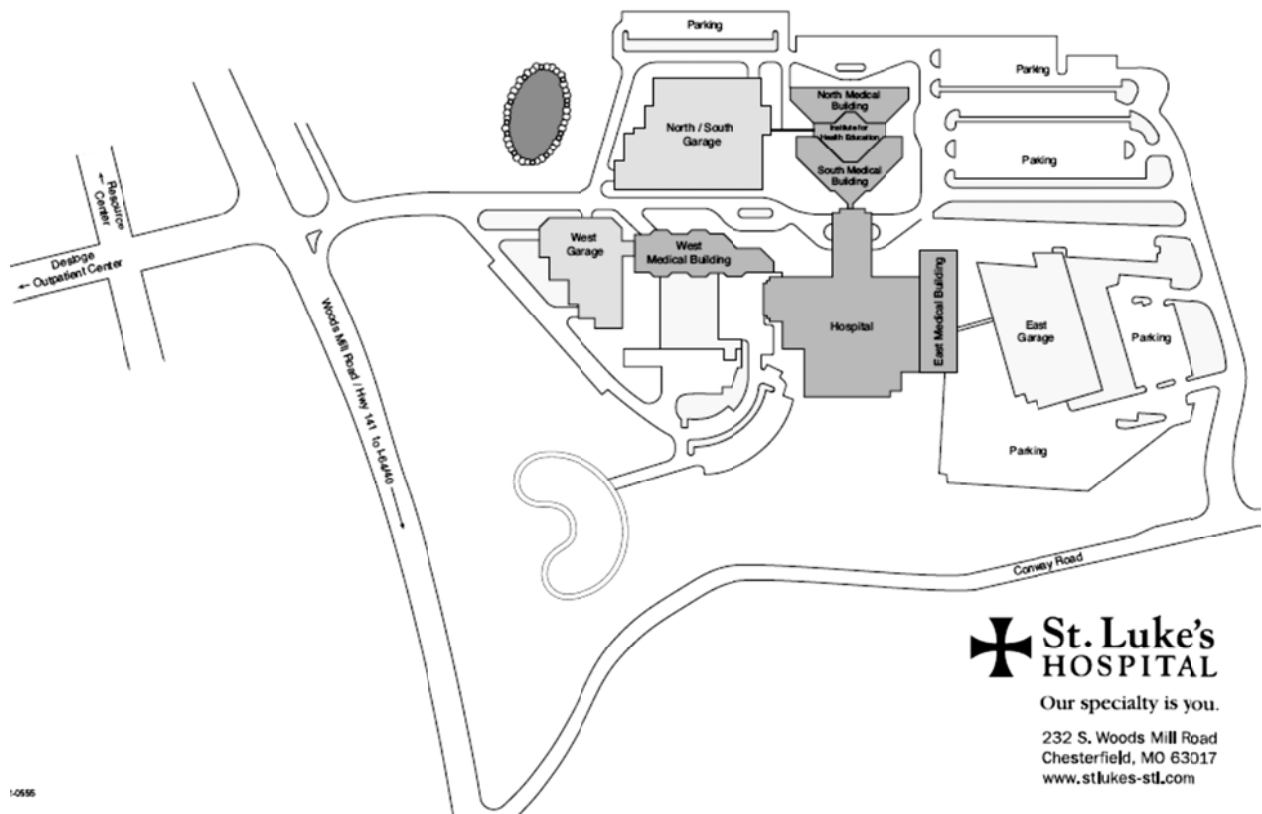 Parking
North Medical
Building
Parking
North / South
Garage
Institute for
Health Education
Parking
South Medical
Building
Resource
Center
West
Garage
West
Medical Building
Desloge
Outpatient Center
East Medical Building
Hospital
East
Garage
Parking
Woods Mill Road / Hwy 141 to I-64/40
Parking
Conway Road
St. Luke's
HOSPITAL
Our specialty is you.
232 S. Woods Mill Road
Chesterfield, MO 63017
www.stlukes-stl.com
-0555